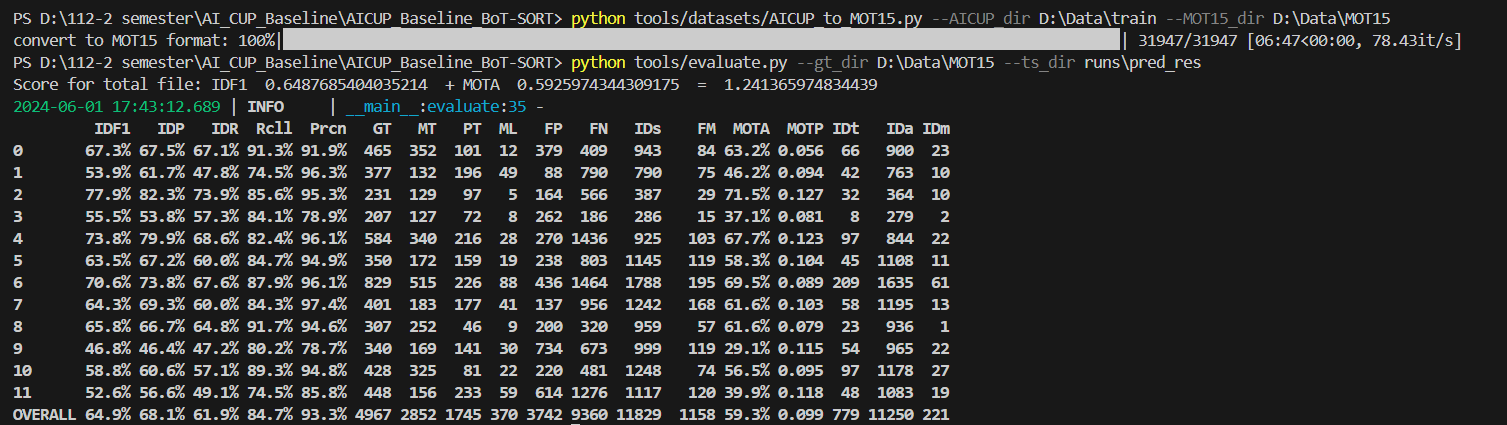 PS D:\112-2 semester\AI_CUP_Baseline\AICUP_Baseline_BoT-SORT> python tools/datasets/AICUP_to_MOT15.py --AICUP_dir D:\Data\train --MOT15_dir D:\Data\MOT15
convert to MOT15 format: 100%|| 31947/31947 [06:47<00:00, 78.43it/s]
PS D:\112-2 semester\AI_CUP_Baseline\AICUP_Baseline_BoT-SORT> python tools/evaluate.py --gt_dir D:\Data\MOT15 --ts_dir runs\pred_res
Score for total file: IDF1  0.6487685404035214  + MOTA  0.5925974344309175  =  1.241365974834439
2024-06-01 17:43:12.689 | INFO     | __main__:evaluate:35 -
IDF1 IDP IDR Rcll Prcn GT MT PT ML FP FN IDs FM MOTA MOTP IDt IDa IDm
0 67.3% 67.5% 67.1% 91.3% 91.9% 465 352 101 12 379 409 943 84 63.2% 0.056 66 900 23
1 53.9% 61.7% 47.8% 74.5% 96.3% 377 132 196 49 88 790 790 75 46.2% 0.094 42 763 10
2 77.9% 82.3% 73.9% 85.6% 95.3% 231 129 97 5 164 566 387 29 71.5% 0.127 32 364 10
3 55.5% 53.8% 57.3% 84.1% 78.9% 207 127 72 8 262 186 286 15 37.1% 0.081 8 279 2
4 73.8% 79.9% 68.6% 82.4% 96.1% 584 340 216 28 270 1436 925 103 67.7% 0.123 97 844 22
5 63.5% 67.2% 60.0% 84.7% 94.9% 350 172 159 19 238 803 1145 119 58.3% 0.104 45 1108 11
6 70.6% 73.8% 67.6% 87.9% 96.1% 829 515 226 88 436 1464 1788 195 69.5% 0.089 209 1635 61
7 64.3% 69.3% 60.0% 84.3% 97.4% 401 183 177 41 137 956 1242 168 61.6% 0.103 58 1195 13
8 65.8% 66.7% 64.8% 91.7% 94.6% 307 252 46 9 200 320 959 57 61.6% 0.079 23 936 1
9 46.8% 46.4% 47.2% 80.2% 78.7% 340 169 141 30 734 673 999 119 29.1% 0.115 54 965 22
10 58.8% 60.6% 57.1% 89.3% 94.8% 428 325 81 22 220 481 1248 74 56.5% 0.095 97 1178 27
11 52.6% 56.6% 49.1% 74.5% 85.8% 448 156 233 59 614 1276 1117 120 39.9% 0.118 48 1083 19
OVERALL 64.9% 68.1% 61.9% 84.7% 93.3% 4967 2852 1745 370 3742 9360 11829 1158 59.3% 0.099 779 11250 221